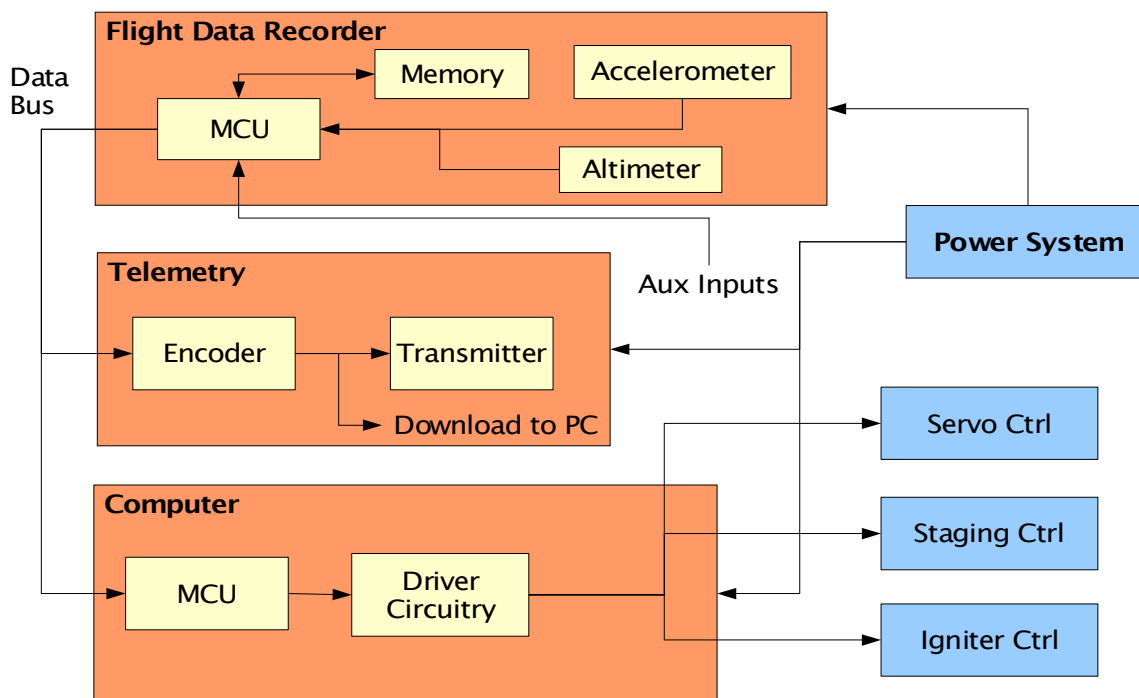 Flight Data Recorder
Data
Bus
Memory
Accelerometer
MCU
Altimeter
Power System
Aux Inputs
Telemetry
Encoder
Transmitter
Download to PC
Servo Ctrl
Computer
Staging Ctrl
MCU
Driver
Circuitry
Igniter Ctrl